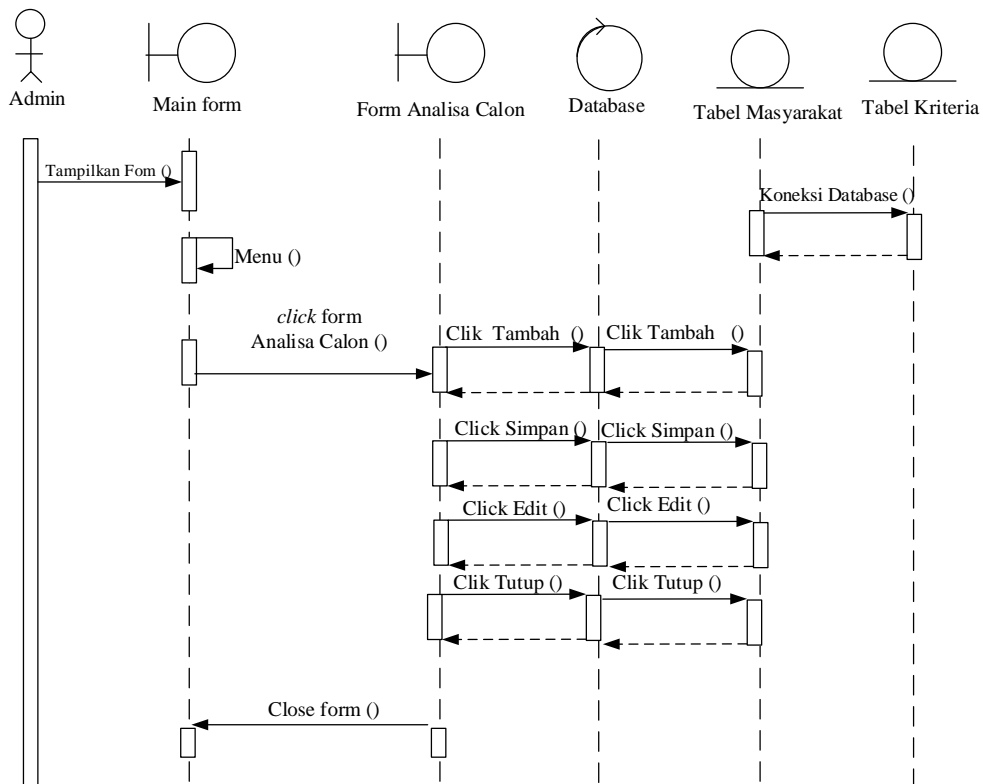 Admin
Main form
Form Analisa Calon
Database
Tabel Masyarakat
Tabel Kriteria
Tampilkan Fom ()
Koneksi Database ()
Menu ()
click form
Analisa Calon ()
Clik Tambah ()
Clik Tambah ()
Click Simpan ()
Click Simpan ()
Click Edit ()
Click Edit ()
Clik Tutup ()
Clik Tutup ()
Close form ()